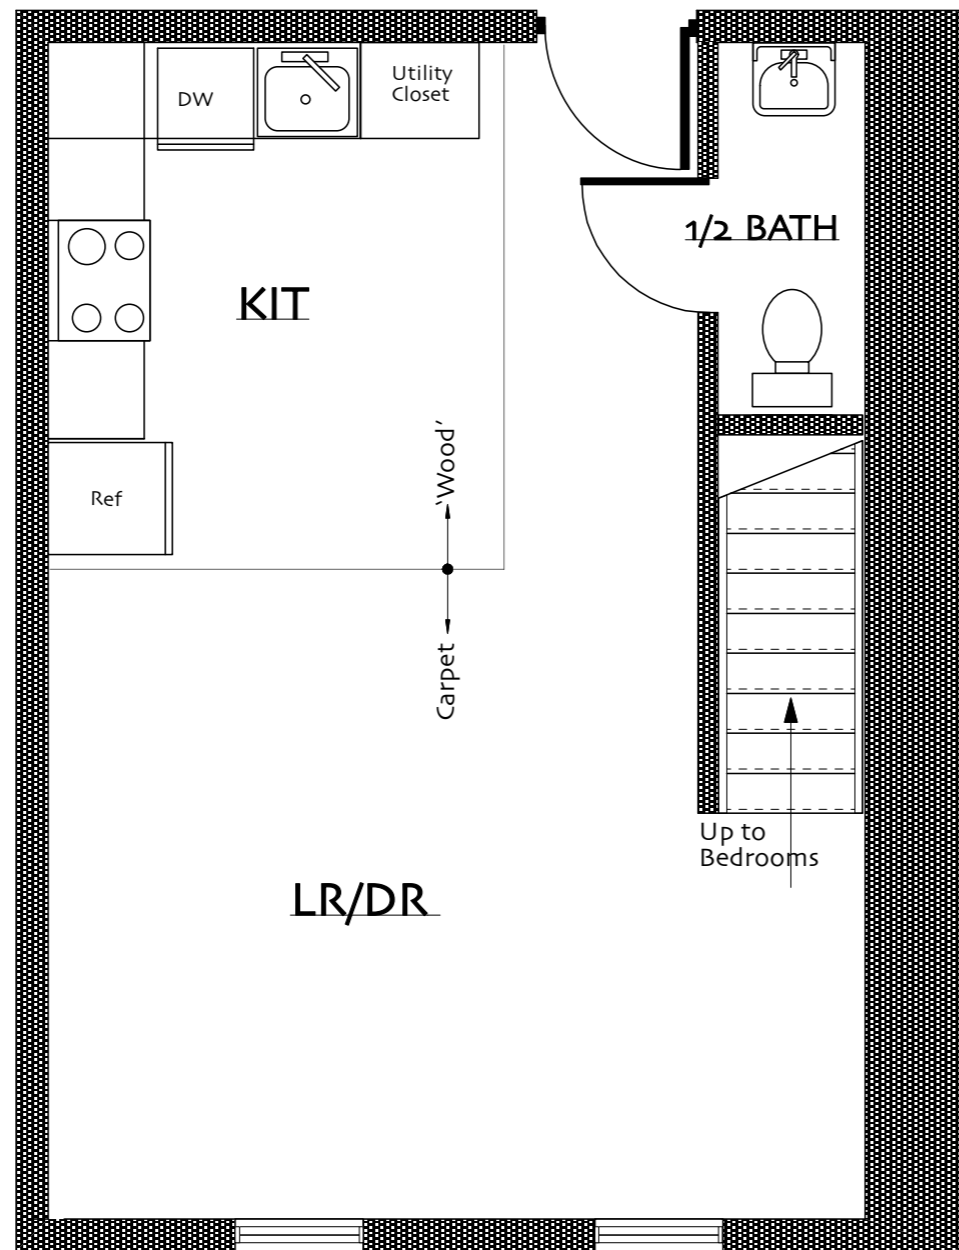 DW
Utility
Closet
1/2 BATH
KIT
Ref
'Wood'
Carpet
Up to
Bedrooms
LR/DR